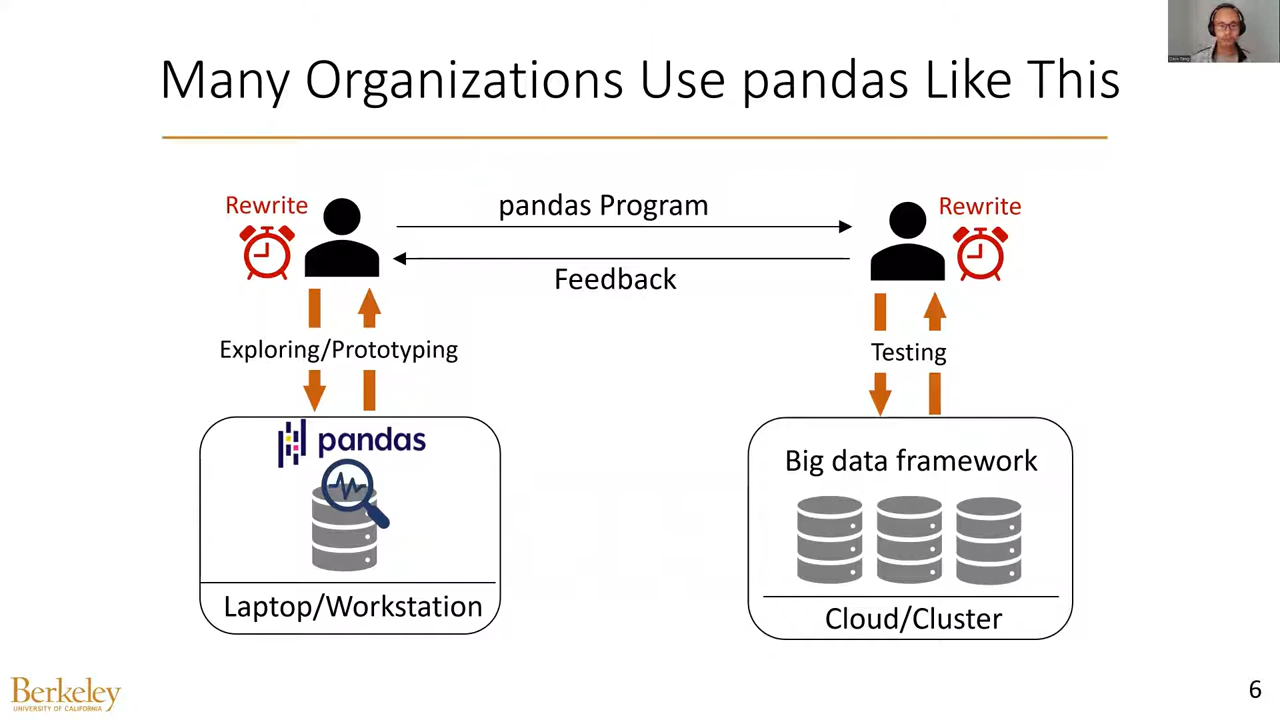 Many Organizations Use pandas Like This
Rewrite
pandas Program
Rewrite
Feedback
Exploring/Prototyping
Testing
pandas
Big data framework
Laptop/Workstation
Cloud/Cluster
Berkeley
UNIVERSITY OF CALIFORNIA
6